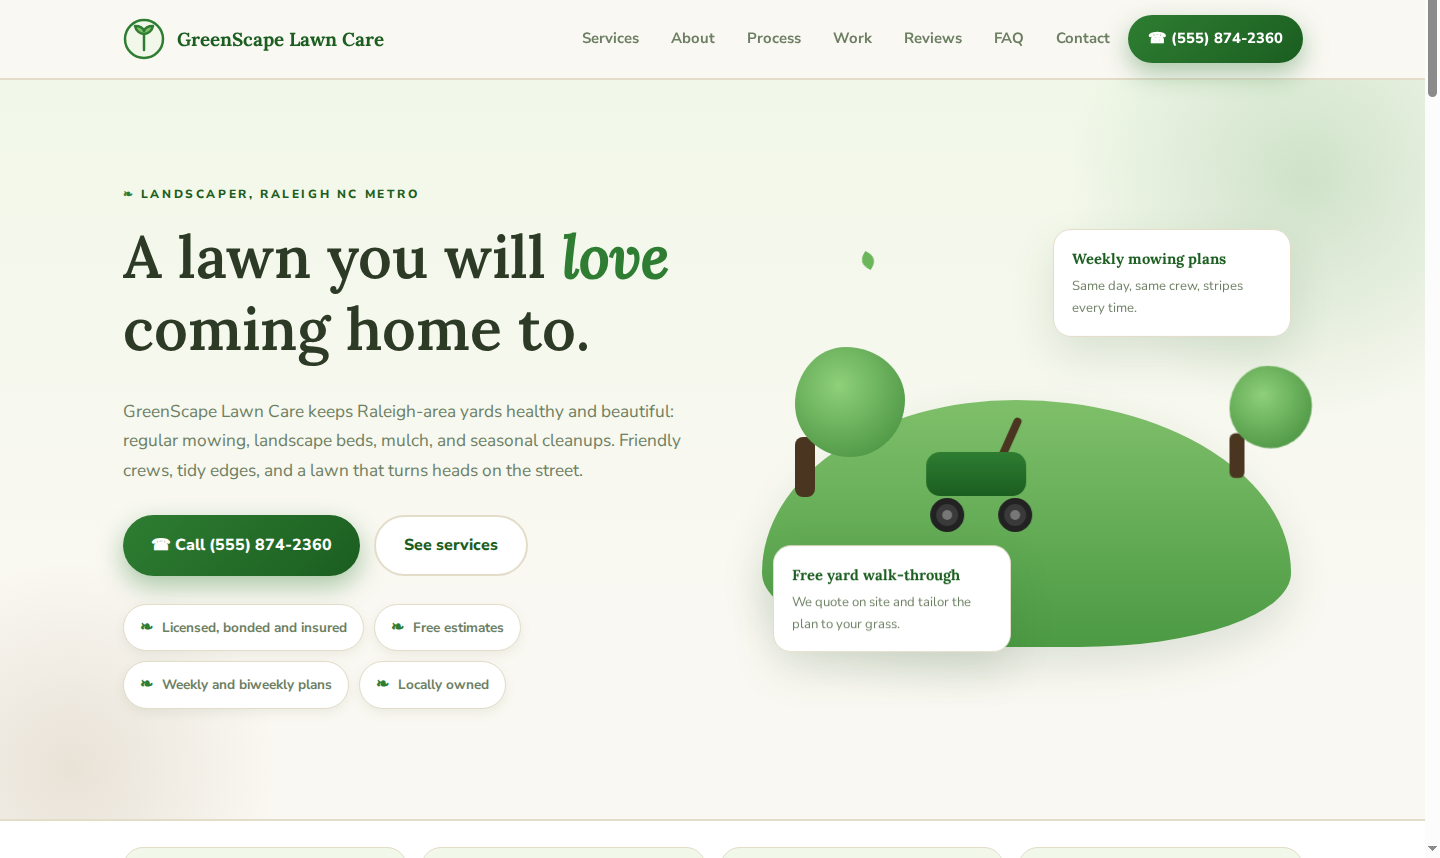 GreenScape Lawn Care
Services About Process Work Reviews FAQ Contact ☎ (555) 874-2360
❧ LANDSCAPER, RALEIGH NC METRO
A lawn you will love
coming home to.
GreenScape Lawn Care keeps Raleigh-area yards healthy and beautiful:
regular mowing, landscape beds, mulch, and seasonal cleanups. Friendly
crews, tidy edges, and a lawn that turns heads on the street.
☎ Call (555) 874-2360 See services
❧ Licensed, bonded and insured ❧ Free estimates
❧ Weekly and biweekly plans ❧ Locally owned
Weekly mowing plans
Same day, same crew, stripes
every time.
Free yard walk-through
We quote on site and tailor the
plan to your grass.